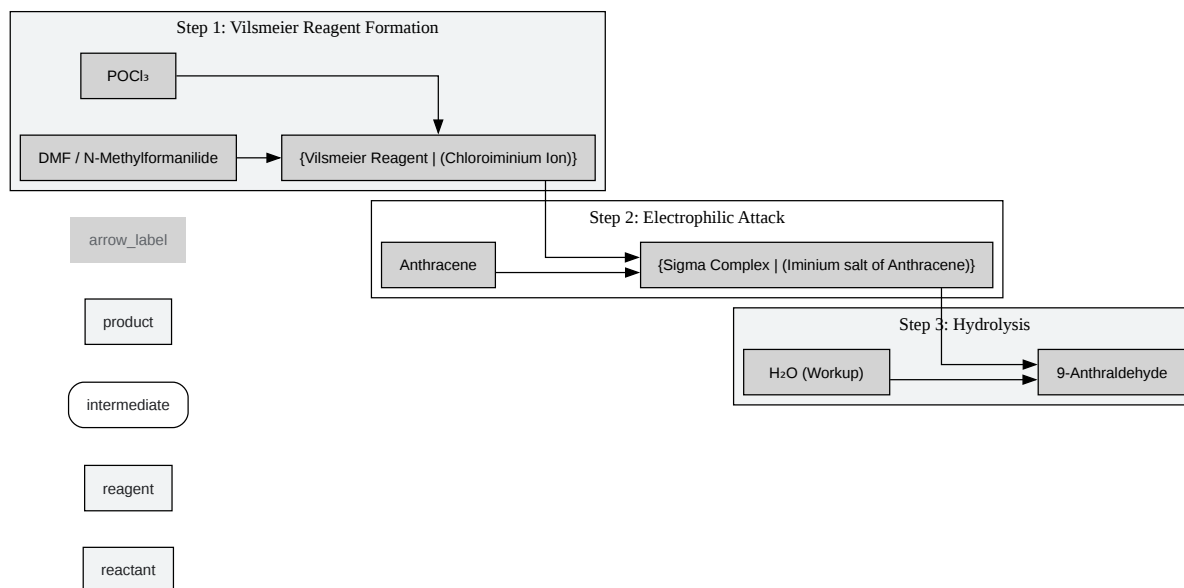 Step 1: Vilsmeier Reagent Formation
POCl₃
DMF / N-Methylformanilide
{Vilsmeier Reagent | (Chloroiminium Ion)}
Step 2: Electrophilic Attack
arrow_label
Anthracene
{Sigma Complex | (Iminium salt of Anthracene)}
product
Step 3: Hydrolysis
H₂O (Workup)
9-Anthraldehyde
intermediate
reagent
reactant